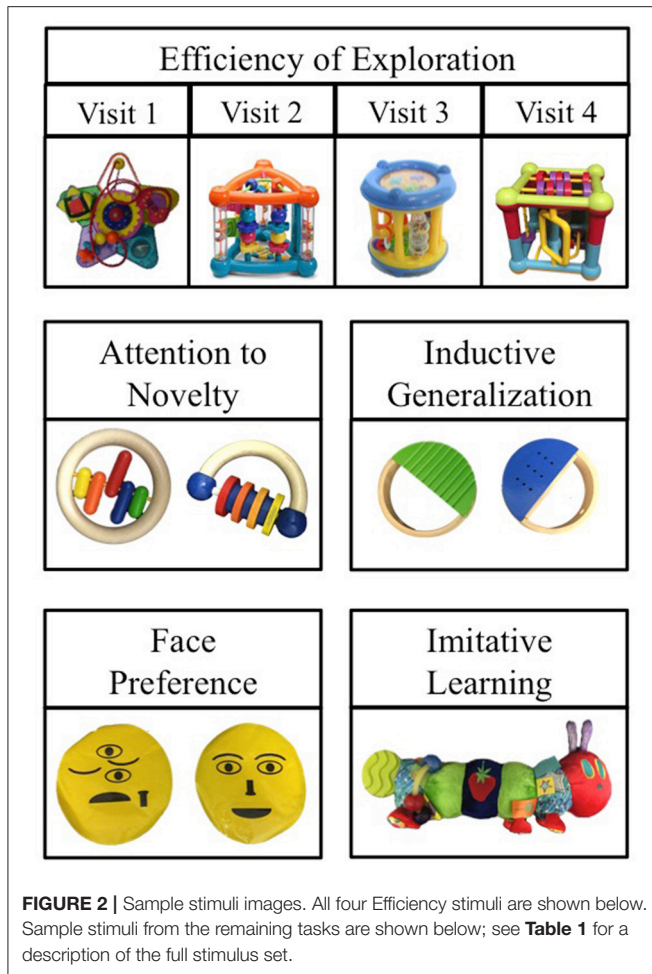 Efficiency of Exploration
Visit 1 Visit 2 Visit 3 Visit 4
Attention to
Novelty
Inductive
Generalization
Face
Preference
Imitative
Learning
FIGURE 2 | Sample stimuli images. All four Efficiency stimuli are shown below.
Sample stimuli from the remaining tasks are shown below; see Table 1 for a
description of the full stimulus set.